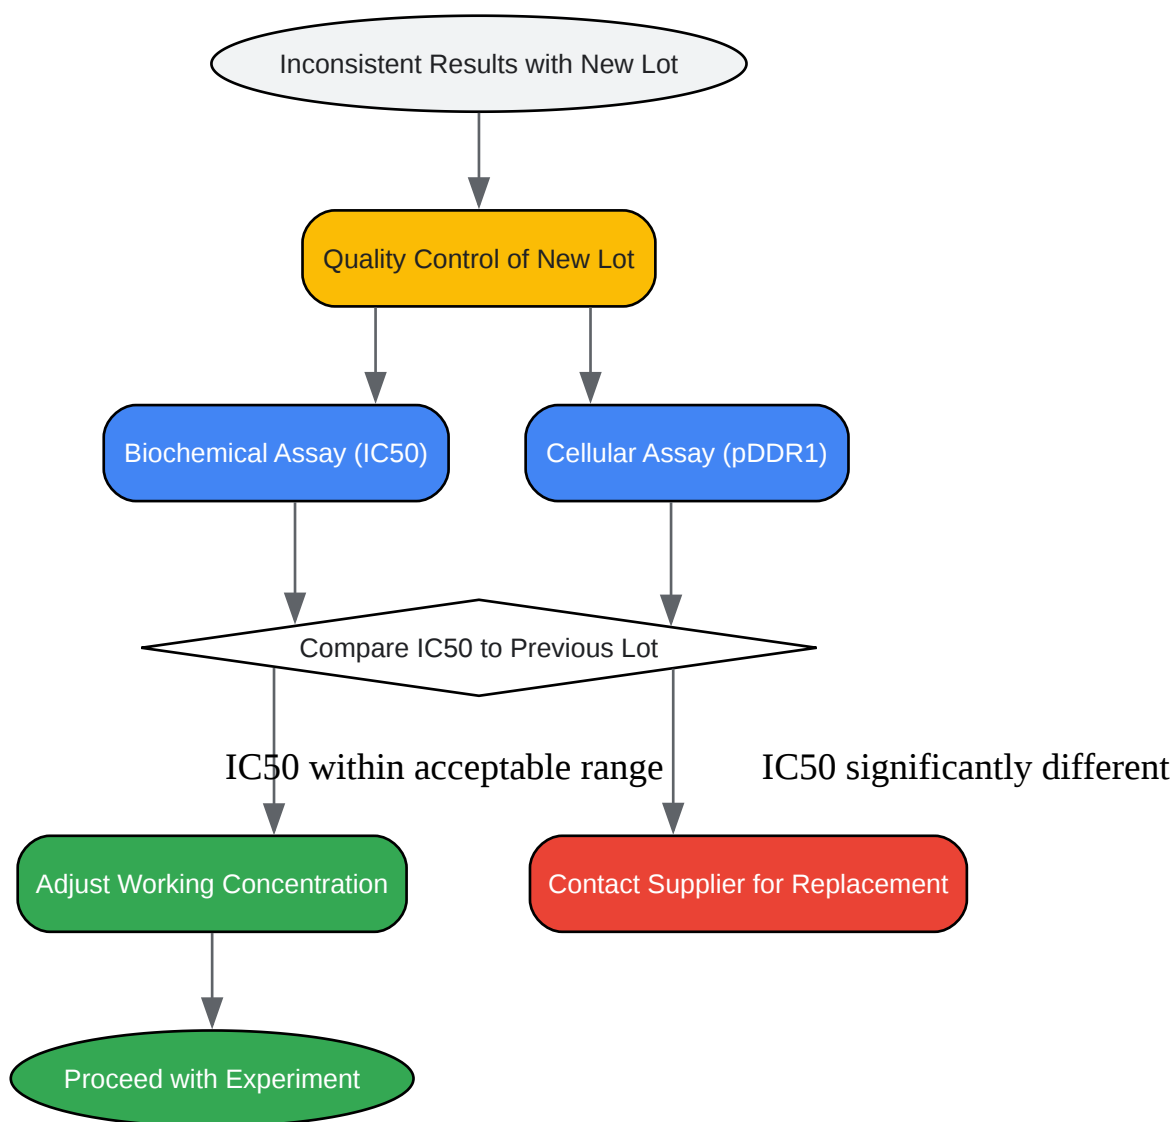 Inconsistent Results with New Lot
Quality Control of New Lot
Biochemical Assay (IC50)
Cellular Assay (pDDR1)
Compare IC50 to Previous Lot
IC50 within acceptable range
IC50 significantly different
Adjust Working Concentration
Contact Supplier for Replacement
Proceed with Experiment